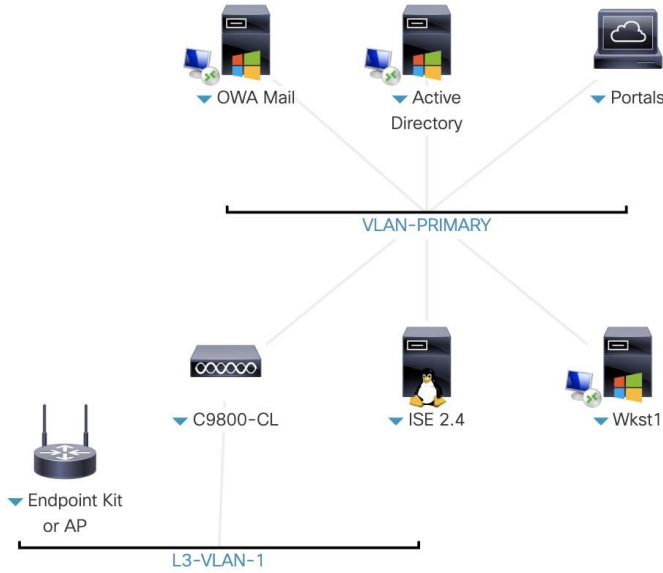 OWA Mail
Active
Directory
Portals
VLAN-PRIMARY
C9800-CL
ISE 2.4
Wkst1
Endpoint Kit
or AP
L3-VLAN-1